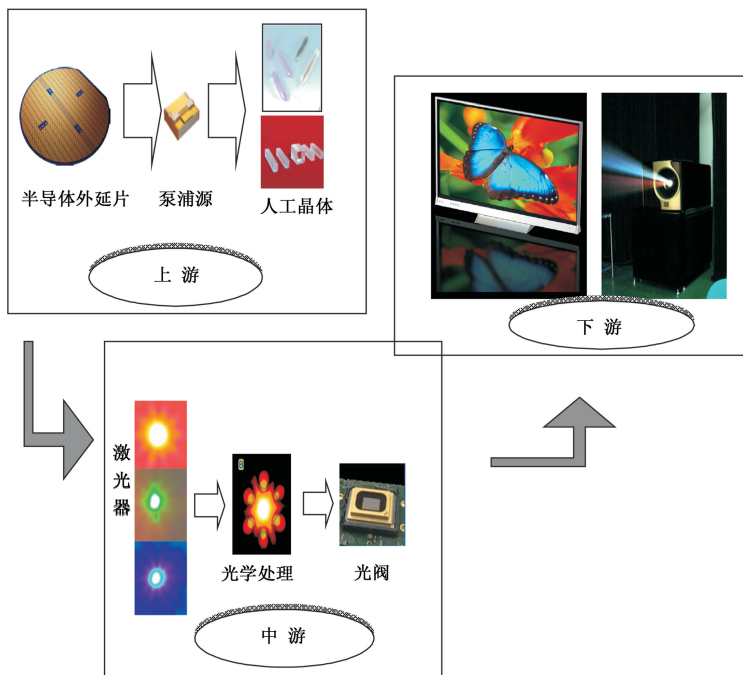 半导体外延片
泵浦源
人工晶体
上 游
下 游
激光器
光学处理
光阀
中 游